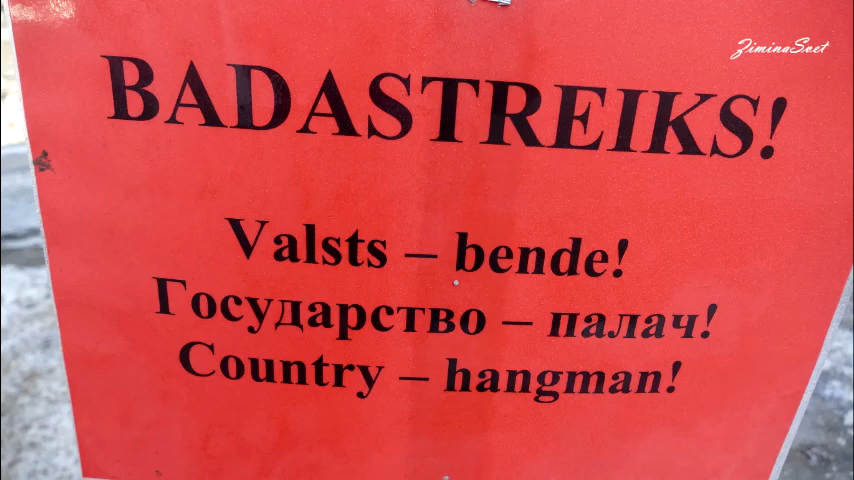 ZiminaSvet
BADASTREIKS!
Valsts – bende!
Государство – палач!
Country – hangman!